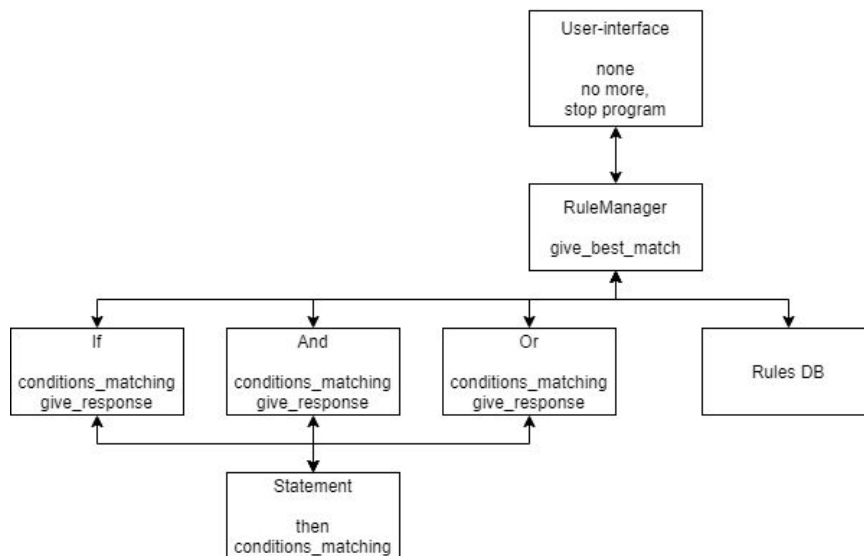 User-interface
none
no more,
stop program
RuleManager
give_best_match
If
conditions_matching
give_response
And
conditions_matching
give_response
Or
conditions_matching
give_response
Rules DB
Statement
then
conditions_matching